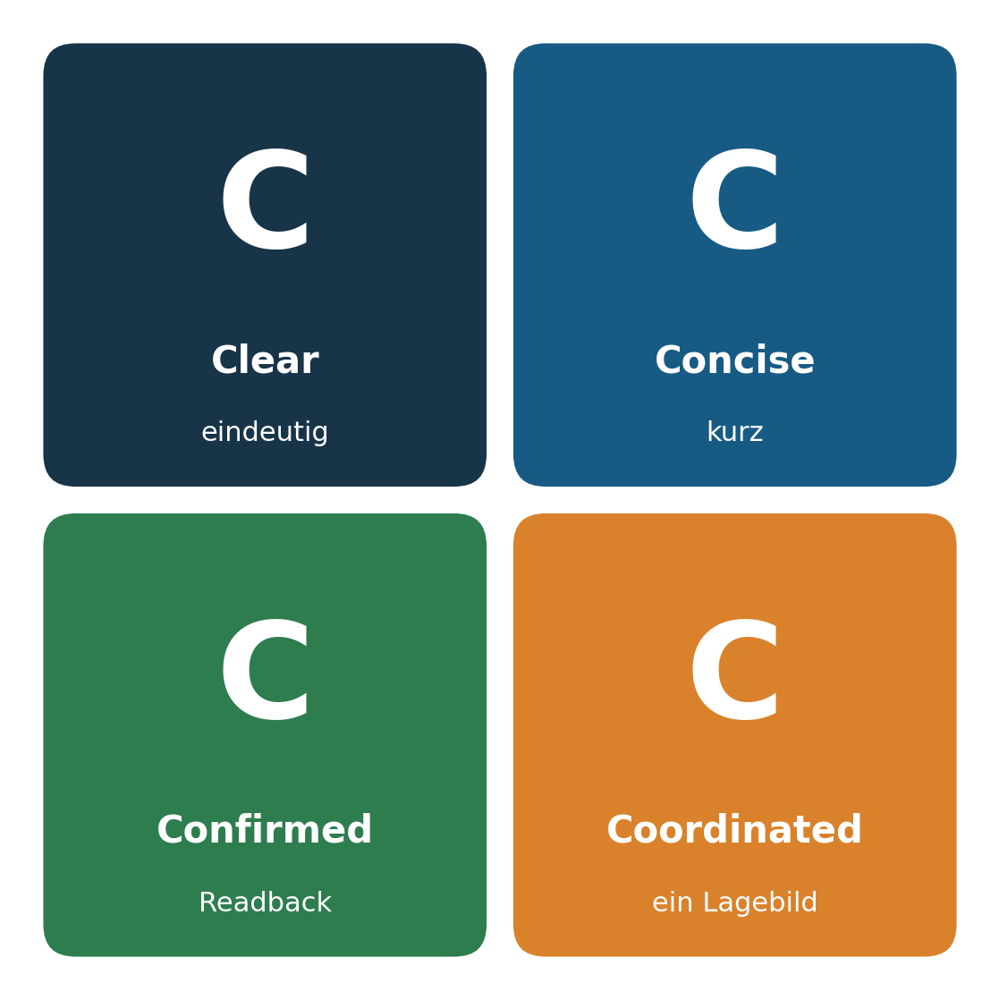 C
Clear
eindeutig
C
Concise
kurz
C
Confirmed
Readback
C
Coordinated
ein Lagebild